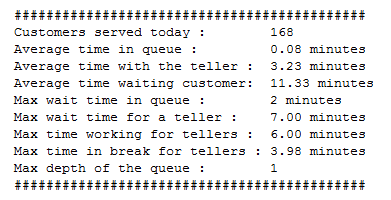 ############################################
Customers served today :        168
Average time in queue :         0.08 minutes
Average time with the teller :  3.23 minutes
Average time waiting customer:  11.33 minutes
Max wait time in queue :        2 minutes
Max wait time for a teller :    7.00 minutes
Max time working for tellers :  6.00 minutes
Max time in break for tellers : 3.98 minutes
Max depth of the queue :        1
############################################